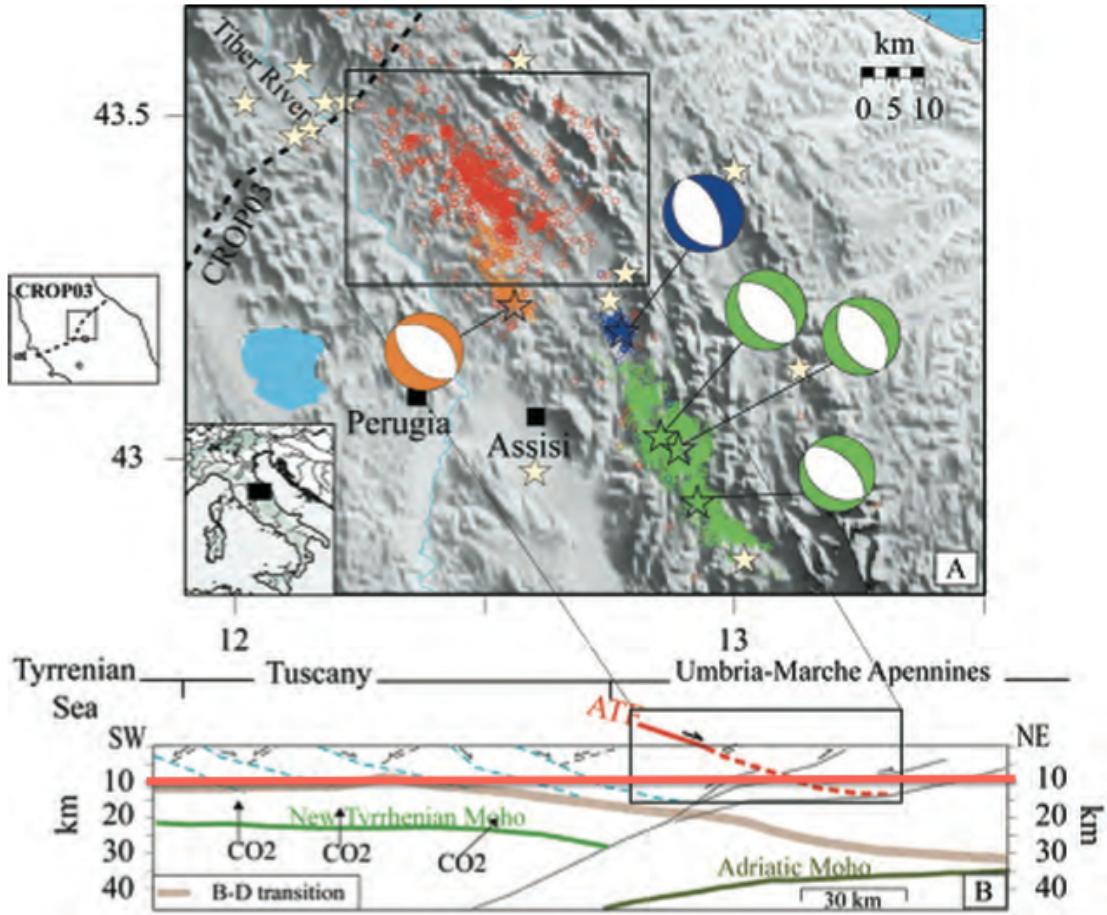 km
0 5 10
Tiber River
43.5
CROP03
CROP03
Perugia
Assisi
43
A
12
13
Tyrrenian
Sea
Tuscany
Umbria-Marche Apennines
ATF
SW
NE
10
10
20
20
km
km
New Tyrrhenian Moho
30
30
CO2
CO2
CO2
Adriatic Moho
40
40
B-D transition
30 km
B